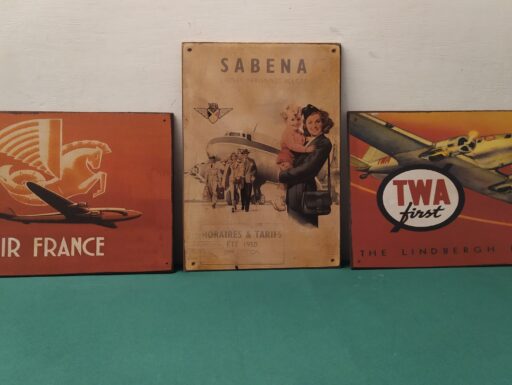 IR FRANCE
SABENA
HORAIRES & TARIFS
TWA
first
THE LINDBERGH